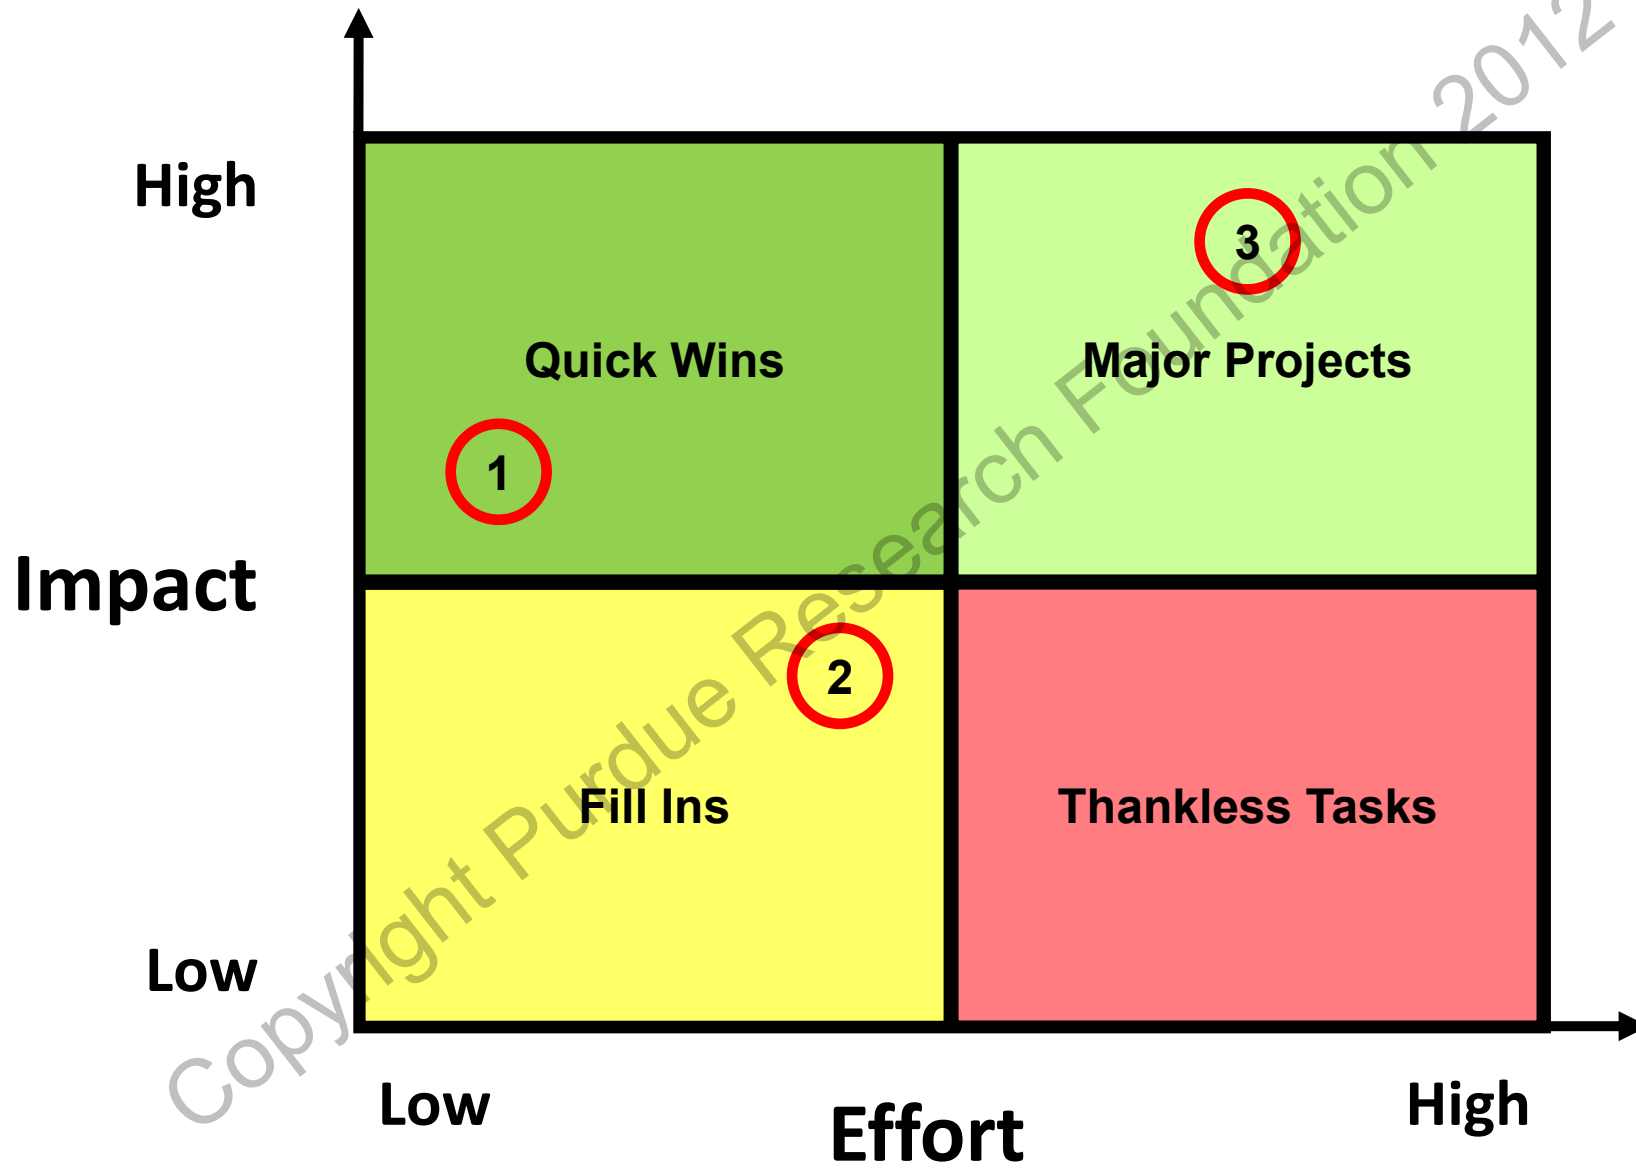 High
3
Quick Wins
Major Projects
1
Impact
2
Fill Ins
Thankless Tasks
Low
Low
High
Effort
Copyright Purdue Research Foundation 2012